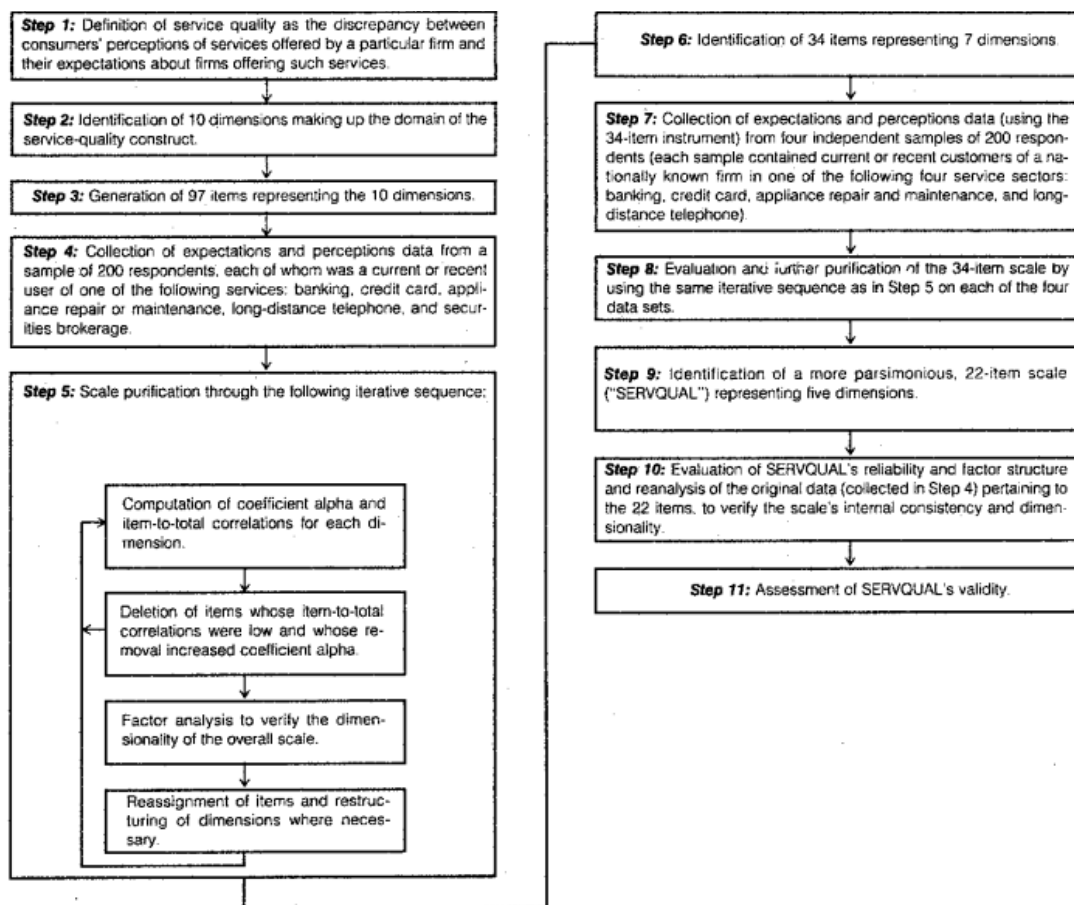 Step 1: Definition of service quality as the discrepancy between
consumers' perceptions of services offered by a particular firm and
their expectations about firms offering such services.
Step 2: Identification of 10 dimensions making up the domain of the
service-quality construct.
Step 3: Generation of 97 items representing the 10 dimensions.
Step 4: Collection of expectations and perceptions data from a
sample of 200 respondents, each of whom was a current or recent
user of one of the following services: banking, credit card, appli-
ance repair or maintenance, long-distance telephone, and secur-
ities brokerage.
Step 5: Scale purification through the following iterative sequence:
Computation of coefficient alpha and
item-to-total correlations for each di-
mension.
Deletion of items whose item-to-total
correlations were low and whose re-
moval increased coefficient alpha.
Factor analysis to verify the dimen-
sionality of the overall scale.
Reassignment of items and restruc-
turing of dimensions where neces-
sary.
Step 6: Identification of 34 items representing 7 dimensions.
Step 7: Collection of expectations and perceptions data (using the
34-item instrument) from four independent samples of 200 respon-
dents (each sample contained current or recent customers of a na-
tionally known firm in one of the following four service sectors:
banking, credit card, appliance repair and maintenance, and long-
distance telephone).
Step 8: Evaluation and further purification of the 34-item scale by
using the same iterative sequence as in Step 5 on each of the four
data sets.
Step 9: Identification of a more parsimonious, 22-item scale
("SERVQUAL") representing five dimensions.
Step 10: Evaluation of SERVQUAL's reliability and factor structure
and reanalysis of the original data (collected in Step 4) pertaining to
the 22 items, to verify the scale's internal consistency and dimen-
sionality.
Step 11: Assessment of SERVQUAL's validity.